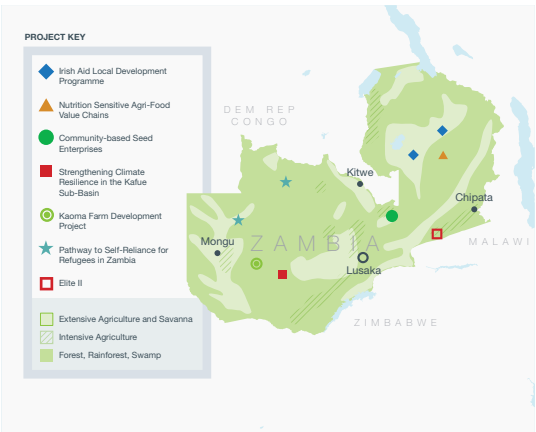 PROJECT KEY
Irish Aid Local Development
Programme
Nutrition Sensitive Agri-Food
Value Chains
Community-based Seed
Enterprises
Strengthening Climate
Resilience in the Kafue
Sub-Basin
Kaoma Farm Development
Project
Pathway to Self-Reliance for
Refugees in Zambia
Elite II
Extensive Agriculture and Savanna
Intensive Agriculture
Forest, Rainforest, Swamp
DEM REP
CONGO
Kitwe
Chipata
Mongu
ZAMBIA
MALAWI
Lusaka
ZIMBABWE